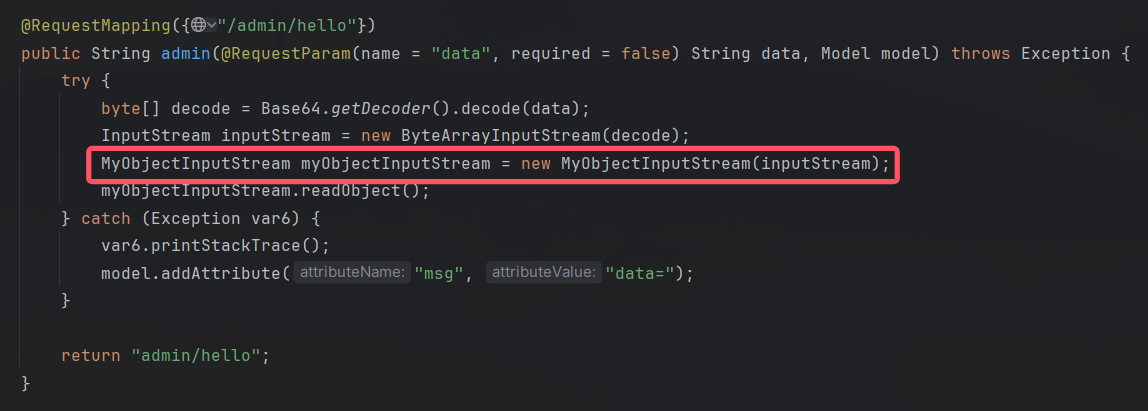 @RequestMapping({"/admin/hello"})
public String admin(@RequestParam(name = "data", required = false) String data, Model model) throws Exception {
    try {
        byte[] decode = Base64.getDecoder().decode(data);
        InputStream inputStream = new ByteArrayInputStream(decode);
        MyObjectInputStream myObjectInputStream = new MyObjectInputStream(inputStream);
        myObjectInputStream.readObject();
    } catch (Exception var6) {
        var6.printStackTrace();
        model.addAttribute( attributeName: "msg", attributeValue: "data=");
    }
    return "admin/hello";
}